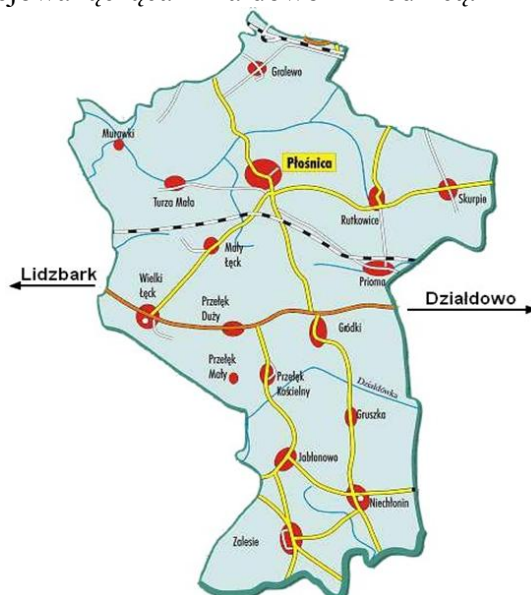 Gralewo
Murawki
Płośnica
Turza Mała
Rutkowice
Skurpie
Mały
Łęck
Prioma
Lidzbark
Wielki
Łęck
Działdowo
Przełęk
Duży
Gródki
Przełęk
Mały
Przełęk
Kościelny
Działdówka
Gruszka
Jabłonowo
Niechłonin
Zalesie